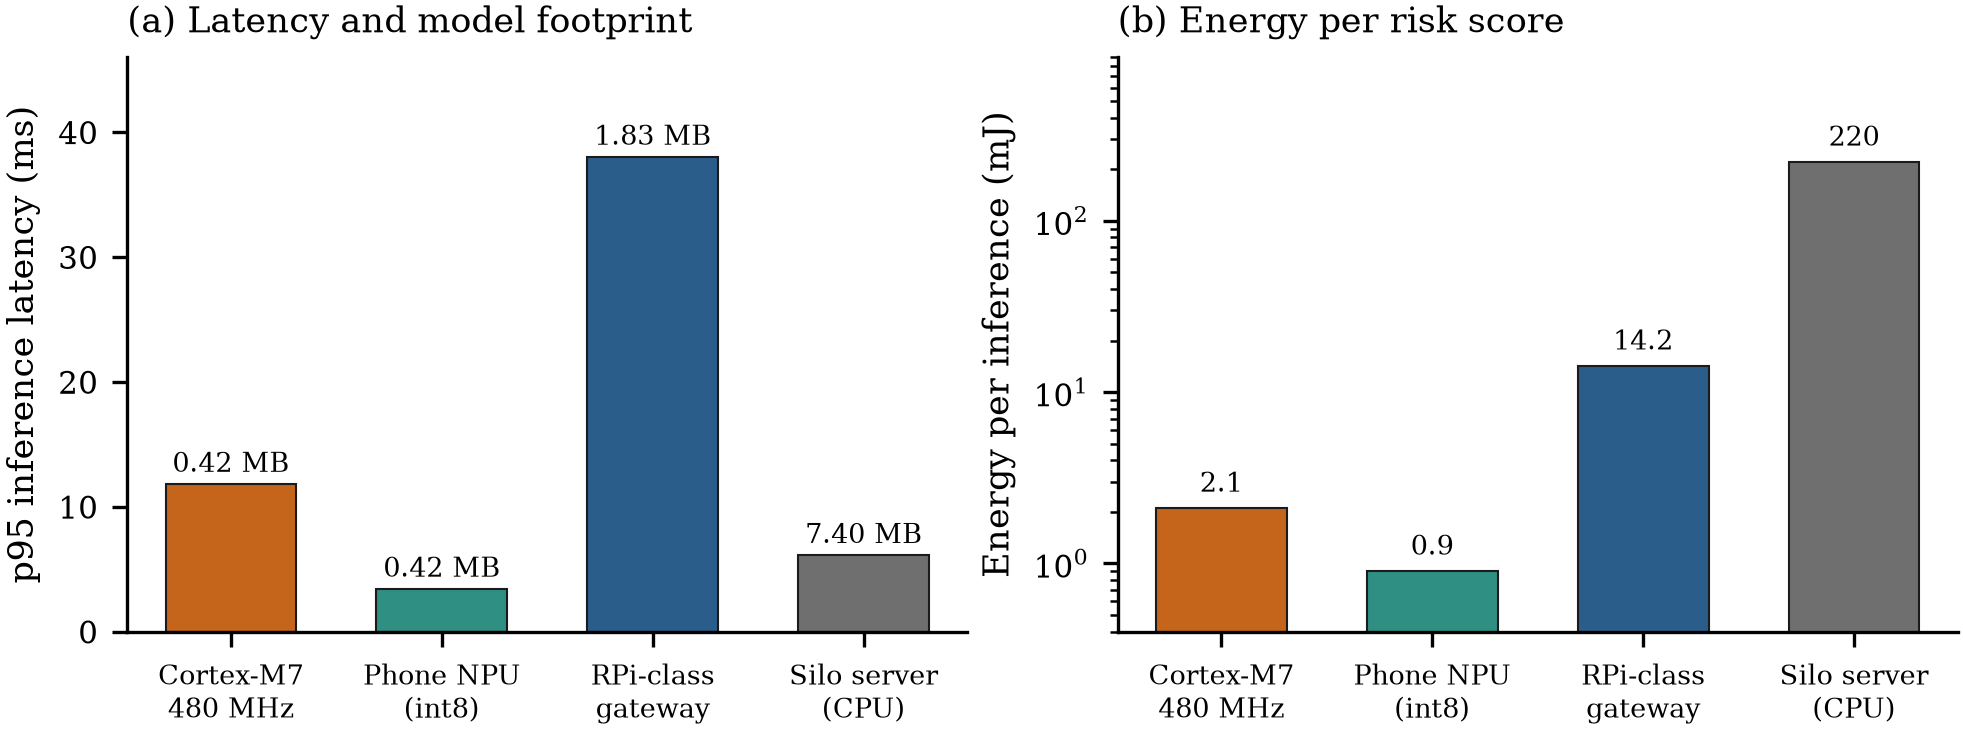 (a) Latency and model footprint
p95 inference latency (ms)
40
30
20
10
0
0.42 MB
0.42 MB
1.83 MB
7.40 MB
Cortex-M7
480 MHz
Phone NPU
(int8)
RPi-class
gateway
Silo server
(CPU)
(b) Energy per risk score
Energy per inference (mJ)
10²
10¹
10⁰
2.1
0.9
14.2
220
Cortex-M7
480 MHz
Phone NPU
(int8)
RPi-class
gateway
Silo server
(CPU)